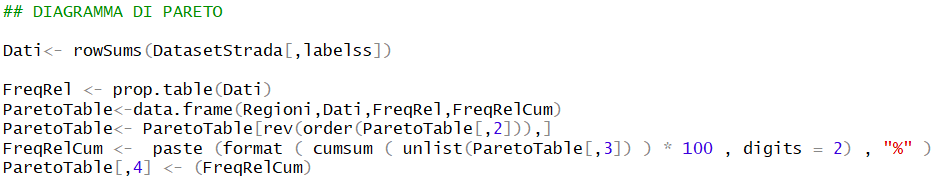 ## DIAGRAMMA DI PARETO
Dati<- rowSums(DatasetStrada[,labelss])
FreqRel <- prop.table(Dati)
ParetoTable<-data.frame(Regioni,Dati,FreqRel,FreqRelCum)
ParetoTable<- ParetoTable[rev(order(ParetoTable[,2])),]
FreqRelCum <-  paste (format ( cumsum ( unlist(ParetoTable[,3]) ) * 100 , digits = 2) , "%" )
ParetoTable[,4] <- (FreqRelCum)